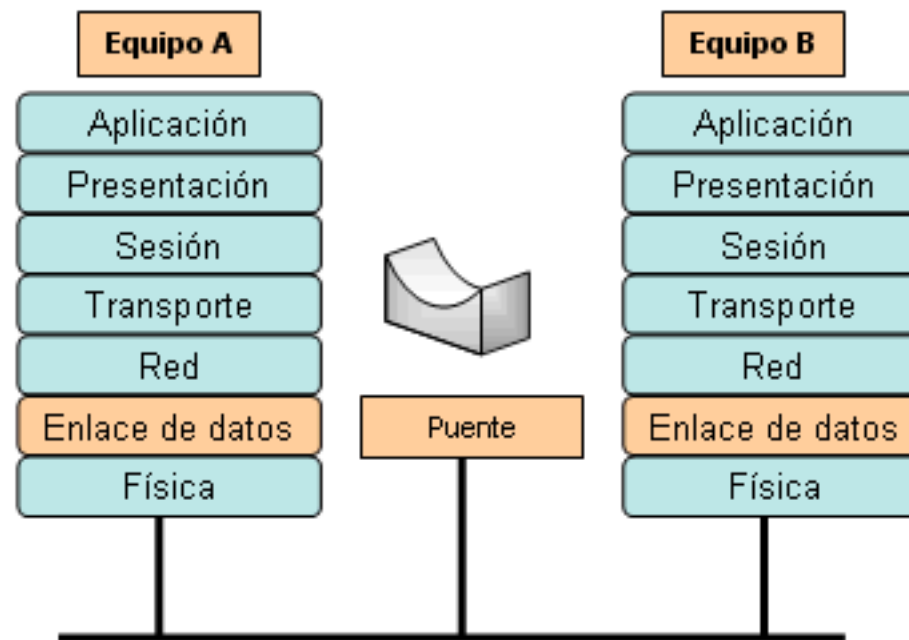 Equipo A
Aplicación
Presentación
Sesión
Transporte
Red
Enlace de datos
Física
Puente
Equipo B
Aplicación
Presentación
Sesión
Transporte
Red
Enlace de datos
Física